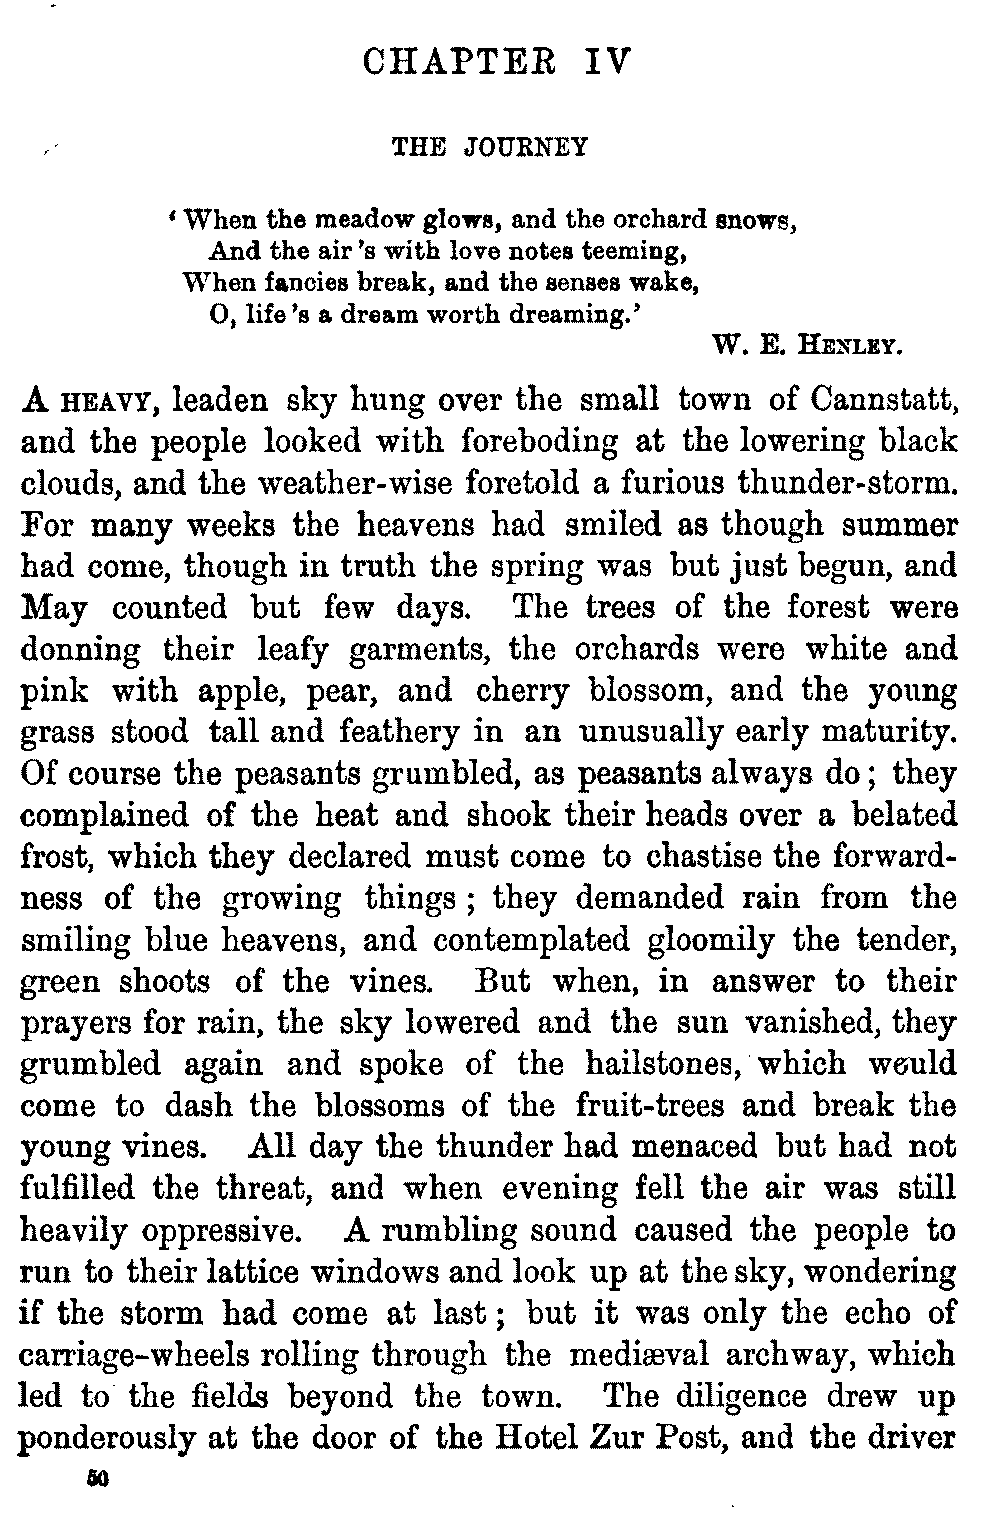 CHAPTER IV
THE JOURNEY
‘When the meadow glows, and the orchard snows,
And the air’s with love notes teeming,
When fancies break, and the senses wake,
O, life’s a dream worth dreaming.’
W. E. HENLEY.
A HEAVY, leaden sky hung over the small town of Cannstatt,
and the people looked with foreboding at the lowering black
clouds, and the weather-wise foretold a furious thunder-storm.
For many weeks the heavens had smiled as though summer
had come, though in truth the spring was but just begun, and
May counted but few days. The trees of the forest were
donning their leafy garments, the orchards were white and
pink with apple, pear, and cherry blossom, and the young
grass stood tall and feathery in an unusually early maturity.
Of course the peasants grumbled, as peasants always do; they
complained of the heat and shook their heads over a belated
frost, which they declared must come to chastise the forward-
ness of the growing things; they demanded rain from the
smiling blue heavens, and contemplated gloomily the tender,
green shoots of the vines. But when, in answer to their
prayers for rain, the sky lowered and the sun vanished, they
grumbled again and spoke of the hailstones, which would
come to dash the blossoms of the fruit-trees and break the
young vines. All day the thunder had menaced but had not
fulfilled the threat, and when evening fell the air was still
heavily oppressive. A rumbling sound caused the people to
run to their lattice windows and look up at the sky, wondering
if the storm had come at last; but it was only the echo of
carriage-wheels rolling through the mediæval archway, which
led to the fields beyond the town. The diligence drew up
ponderously at the door of the Hotel Zur Post, and the driver
50